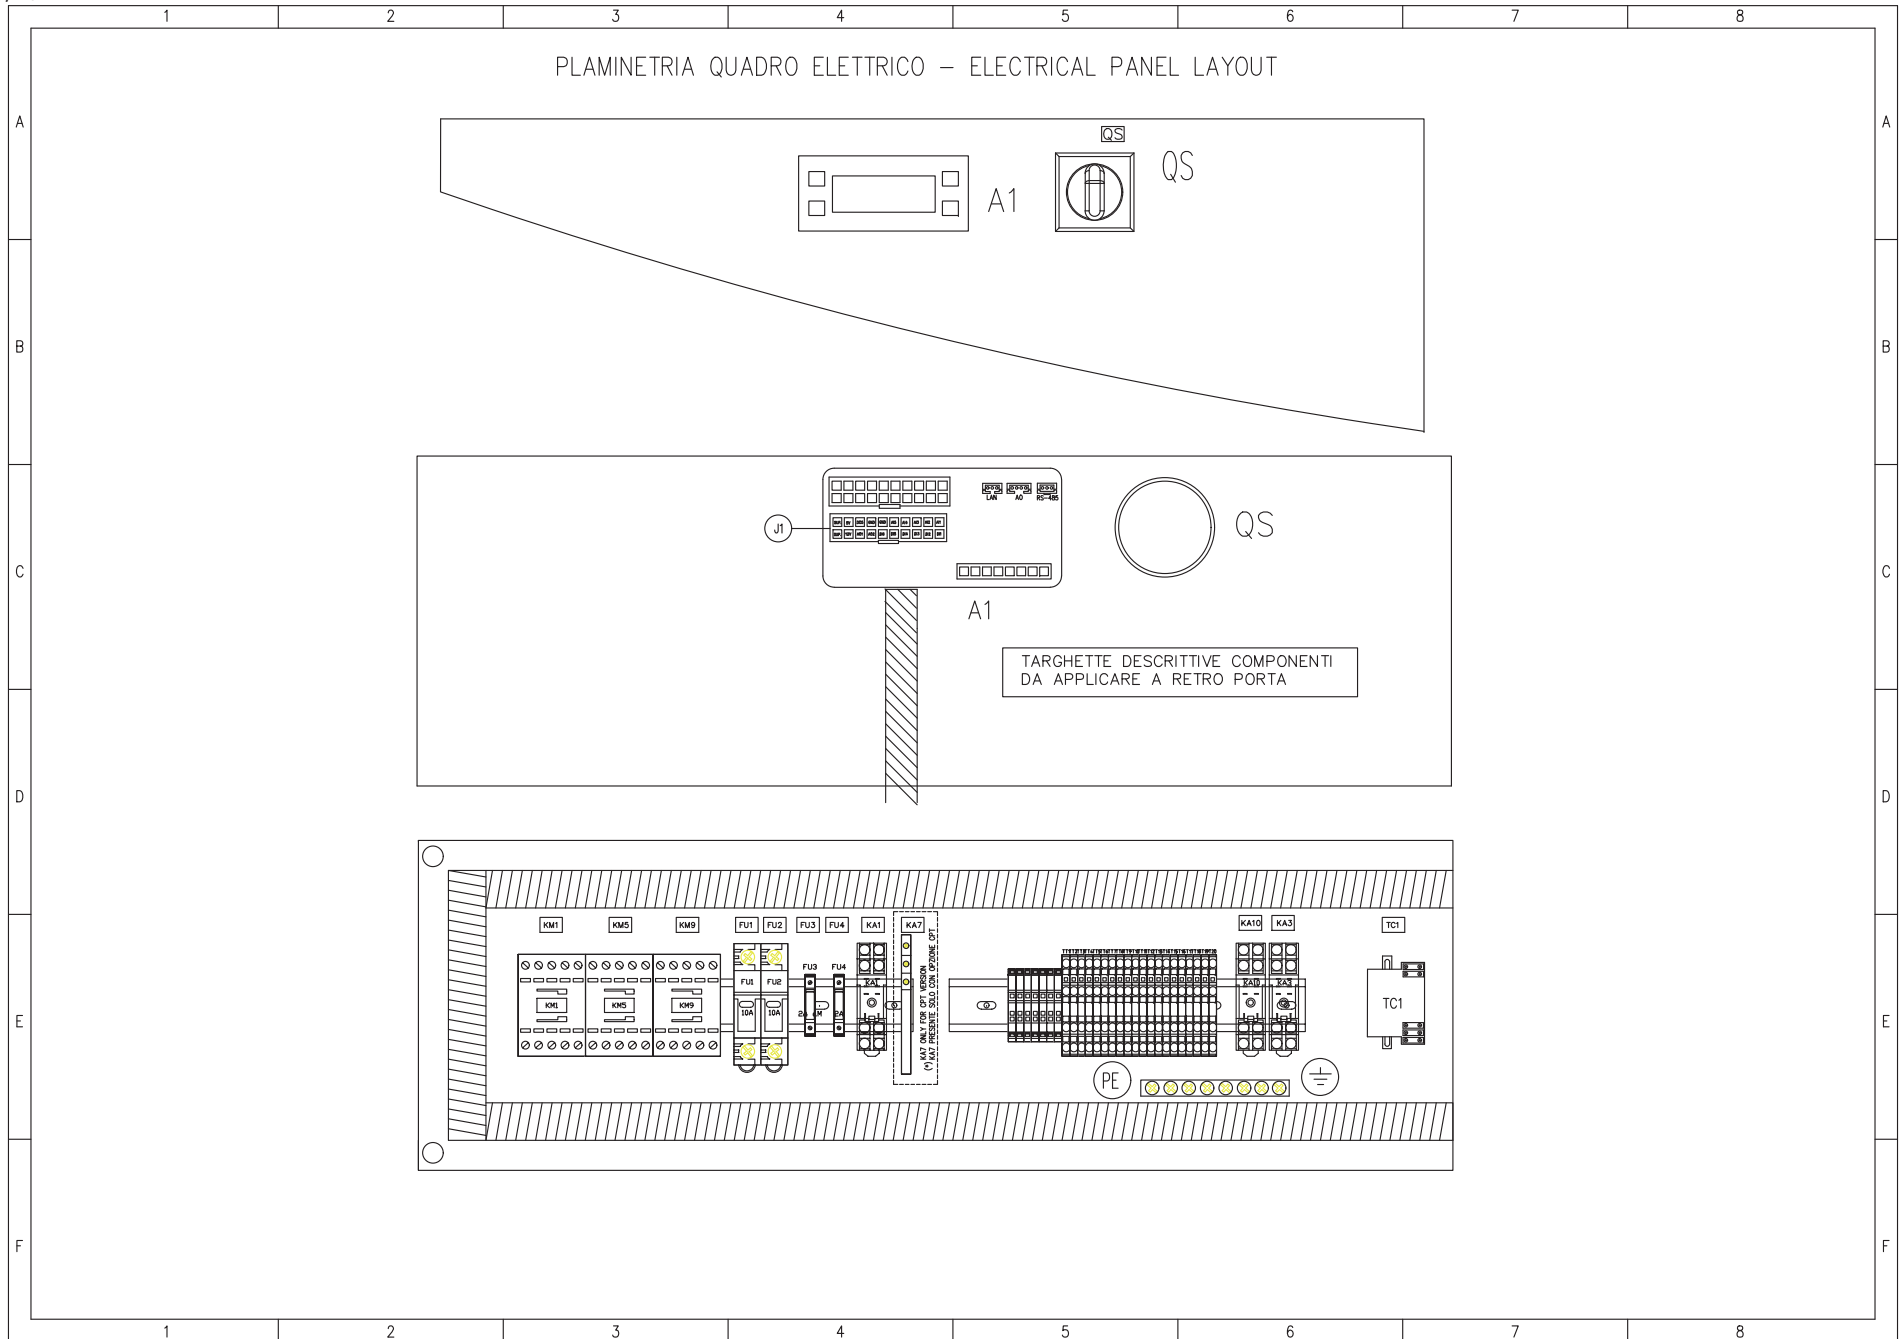 1 2 3 4 5 6 7 8
PLAMINETRIA QUADRO ELETTRICO – ELECTRICAL PANEL LAYOUT
A A
QS
QS
A1
B B
LAN A0 RS-485
J1
QS
C C
A1
TARGHETTE DESCRITTIVE COMPONENTI
DA APPLICARE A RETRO PORTA
D D
KM1 KM5 KM9 FU1 FU2 FU3 FU4 KA1 KA7 KA10 KA3 TC1
FU3 FU4
FU1 FU2 KA1 KA10 KA3
KM1 KM5 KM9 TC1
10A 10A 2A
KA7 ONLY FOR CPT VERSION
(*) KA7 PRESENTE SOLO CON OPZIONE CPT
E E
PE
F F
1 2 3 4 5 6 7 8